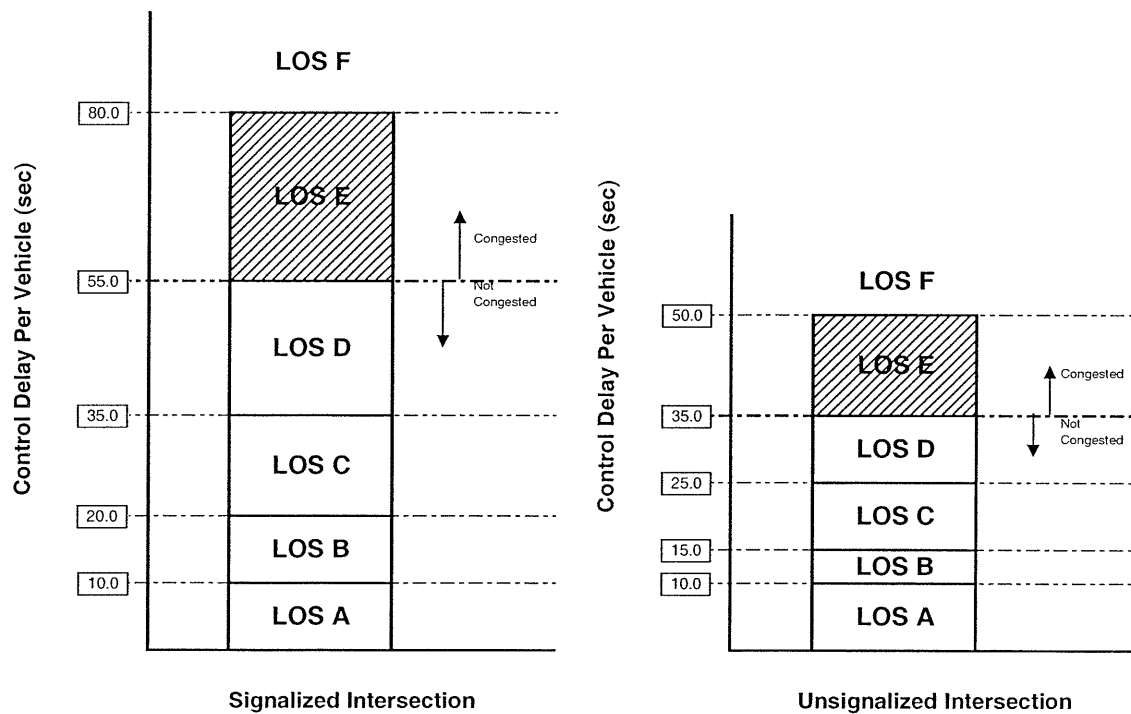 Control Delay Per Vehicle (sec)
LOS F
80.0
LOS E
Congested
55.0
Not
Congested
LOS D
35.0
LOS C
20.0
LOS B
10.0
LOS A
Signalized Intersection
Control Delay Per Vehicle (sec)
LOS F
50.0
LOS E
Congested
35.0
Not
Congested
LOS D
25.0
LOS C
15.0
LOS B
10.0
LOS A
Unsignalized Intersection